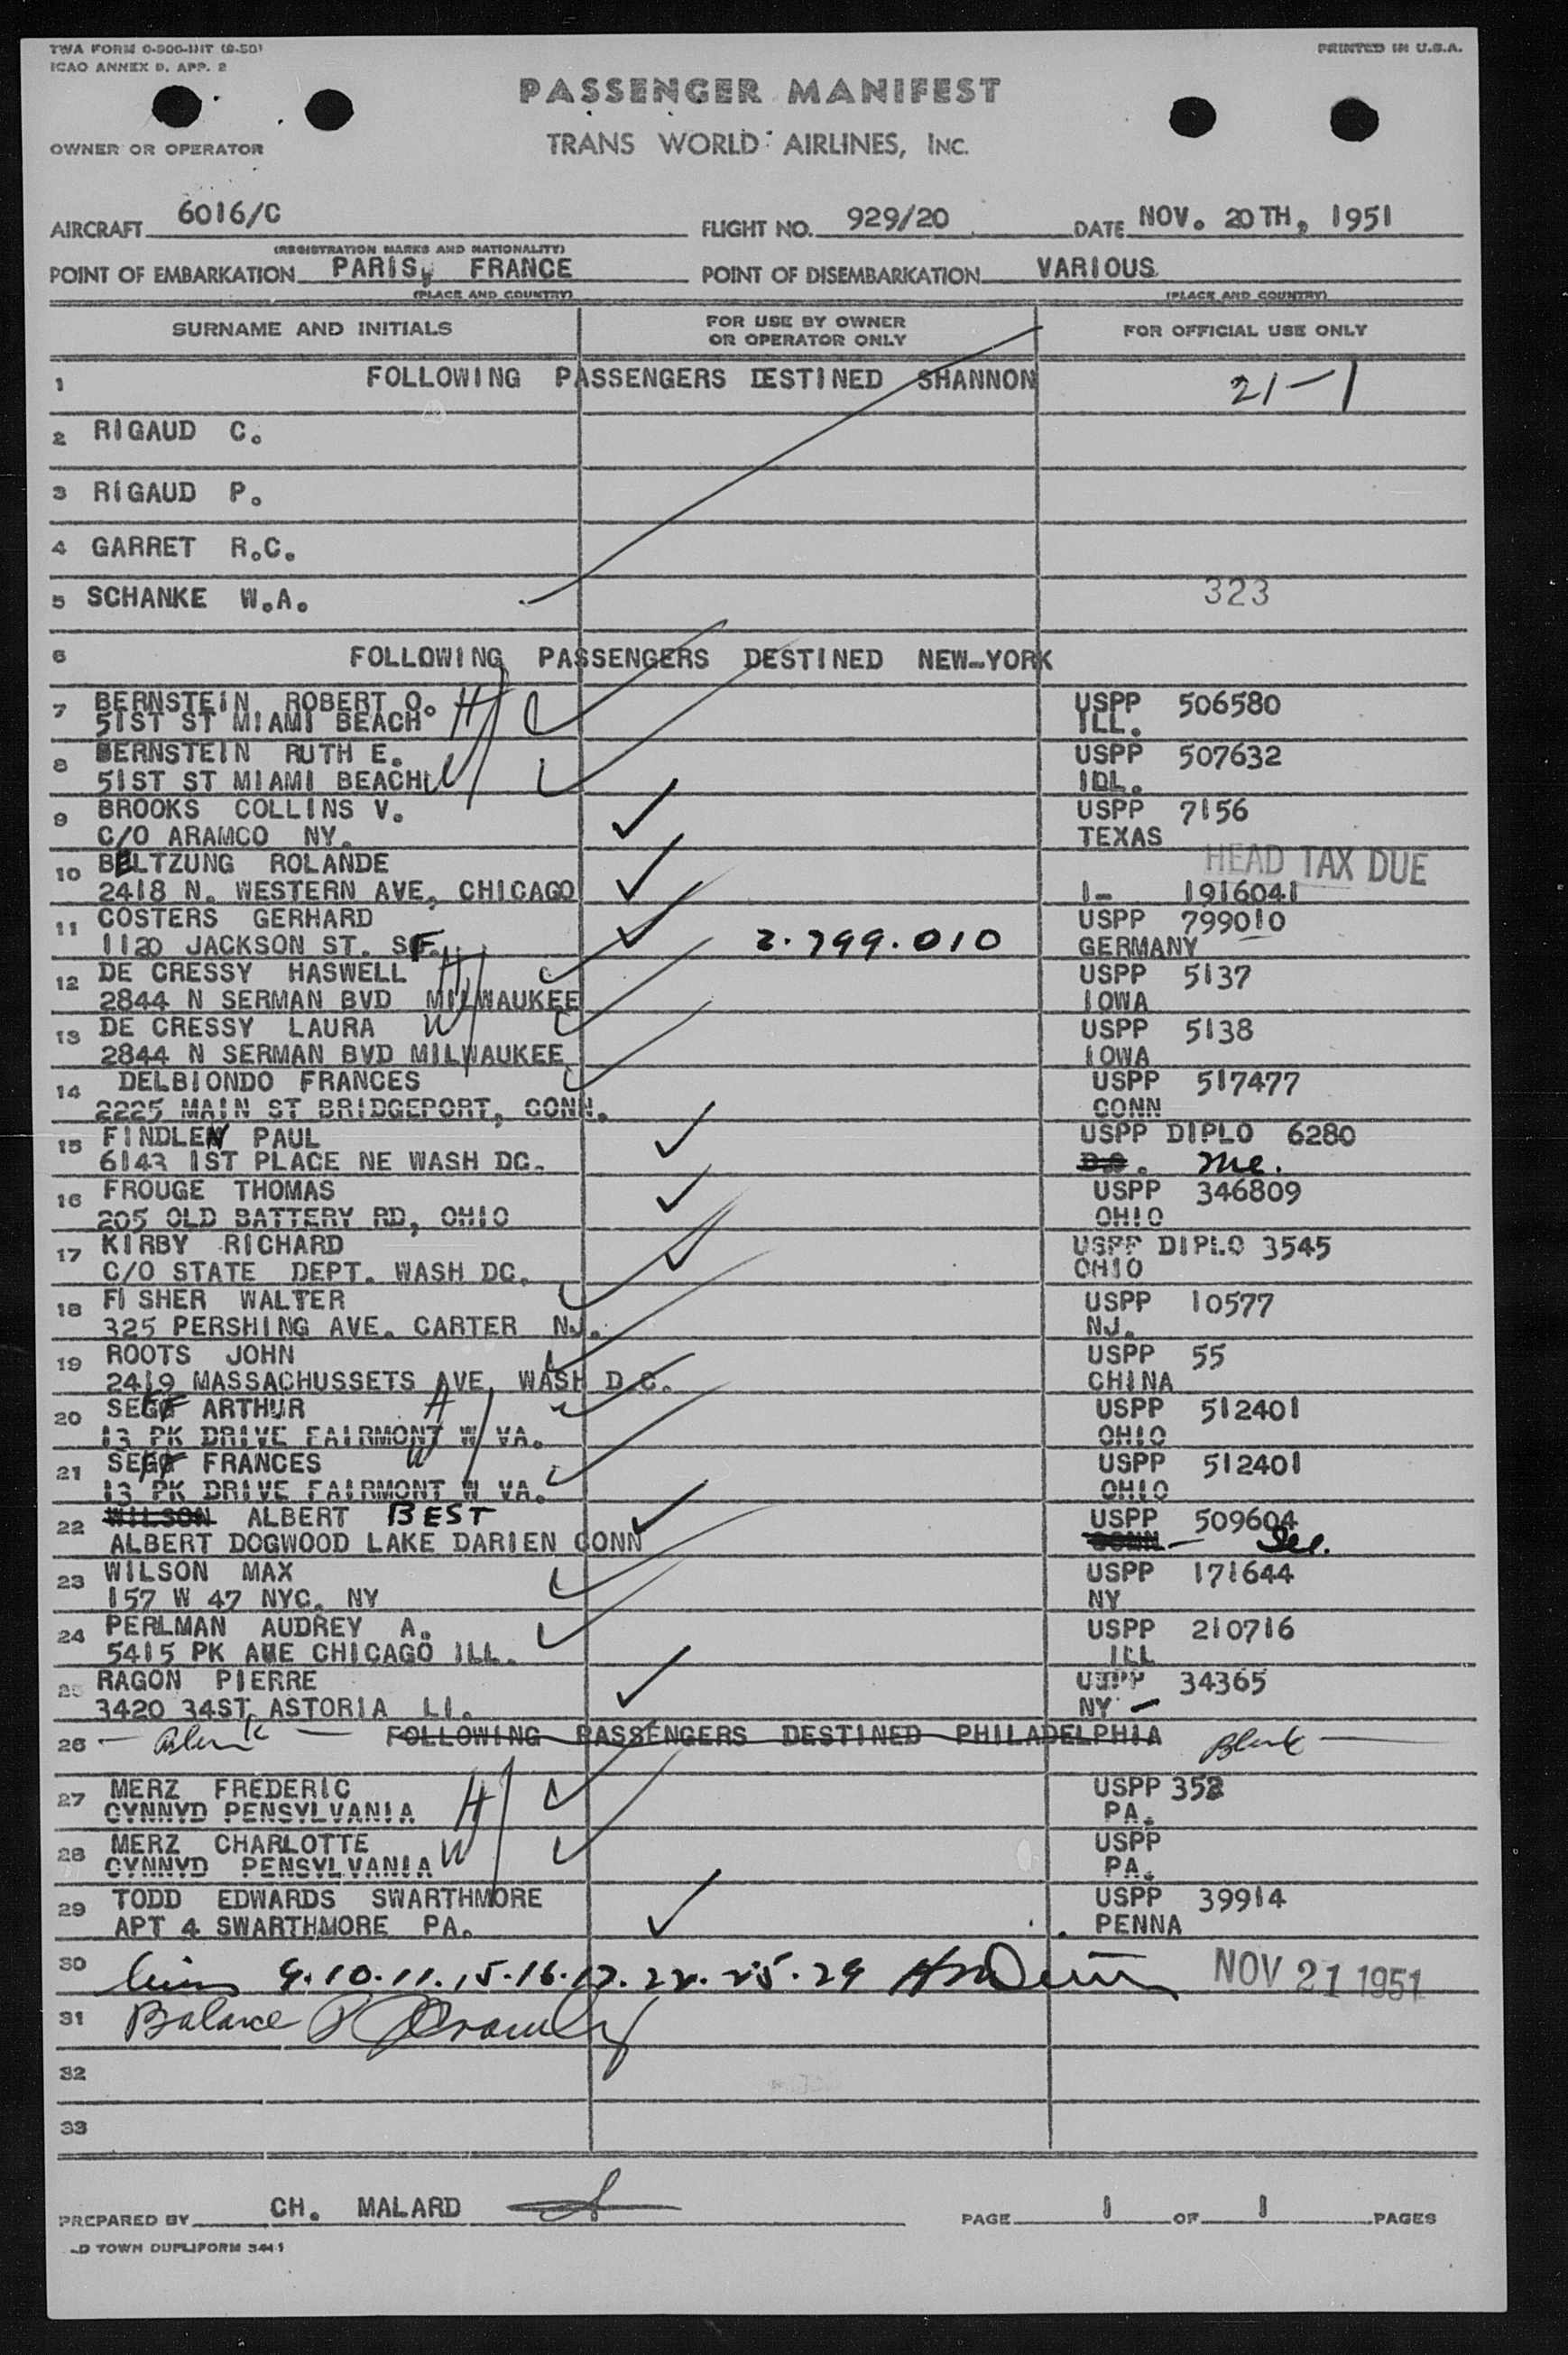 TWA FORM O-900-INT (9-50)
ICAO ANNEX 9. APP. 2
PRINTED IN U.S.A.
PASSENGER MANIFEST
OWNER OR OPERATOR
TRANS WORLD AIRLINES, INC.
AIRCRAFT 6016/C FLIGHT NO. 929/20 DATE NOV. 20TH, 1951
(REGISTRATION MARKS AND NATIONALITY)
POINT OF EMBARKATION PARIS, FRANCE POINT OF DISEMBARKATION VARIOUS
(PLACE AND COUNTRY) (PLACE AND COUNTRY)
SURNAME AND INITIALS FOR USE BY OWNER OR OPERATOR ONLY FOR OFFICIAL USE ONLY
1 FOLLOWING PASSENGERS DESTINED SHANNON 21-1
2 RIGAUD C.
3 RIGAUD P.
4 GARRET R.C.
5 SCHANKE W.A. 323
6 FOLLOWING PASSENGERS DESTINED NEW-YORK
7 BERNSTEIN ROBERT O. H USPP 506580
51ST ST MIAMI BEACH ILL.
8 BERNSTEIN RUTH E. USPP 507632
51ST ST MIAMI BEACH W IDL.
9 BROOKS COLLINS V. USPP 7156
C/O ARAMCO NY. TEXAS
10 BELTZUNG ROLANDE HEAD TAX DUE
2418 N. WESTERN AVE, CHICAGO I- 1916041
11 COSTERS GERHARD USPP 799010
1120 JACKSON ST. SF. 2.799.010 GERMANY
12 DE CRESSY HASWELL H USPP 5137
2844 N SERMAN BVD MILWAUKEE IOWA
13 DE CRESSY LAURA W USPP 5138
2844 N SERMAN BVD MILWAUKEE IOWA
14 DELBIONDO FRANCES USPP 517477
2225 MAIN ST BRIDGEPORT, CONN. CONN
15 FINDLEN PAUL USPP DIPLO 6280
6143 1ST PLACE NE WASH DC. D.C. Me.
16 FROUGE THOMAS USPP 346809
205 OLD BATTERY RD, OHIO OHIO
17 KIRBY RICHARD USPP DIPLO 3545
C/O STATE DEPT. WASH DC. OHIO
18 FISHER WALTER USPP 10577
325 PERSHING AVE. CARTER NJ. NJ.
19 ROOTS JOHN USPP 55
2419 MASSACHUSSETS AVE. WASH D.C. CHINA
20 ARTHUR H USPP 512401
13 PK DRIVE FAIRMONT W VA. OHIO
21 FRANCES W USPP 512401
13 PK DRIVE FAIRMONT W VA. OHIO
22 WILSON ALBERT BEST USPP 509604
ALBERT DOGWOOD LAKE DARIEN CONN CONN - Ill.
23 WILSON MAX USPP 171644
157 W 47 NYC. NY NY
24 PERLMAN AUDREY A. USPP 210716
5415 PK AUE CHICAGO ILL. ILL
25 RAGON PIERRE USPP 34365
3420 34ST. ASTORIA LI. NY -
26 - Blank - FOLLOWING PASSENGERS DESTINED PHILADELPHIA Blank -
27 MERZ FREDERIC H USPP 352
CYNNYD PENSYLVANIA PA.
28 MERZ CHARLOTTE W USPP
CYNNYD PENSYLVANIA PA.
29 TODD EDWARDS SWARTHMORE USPP 39914
APT 4 SWARTHMORE PA. PENNA
30 9.10.11.15.16.17.22.25.29 NOV 21 1951
31 Balance
32
33
PREPARED BY CH. MALARD PAGE 1 OF 1 PAGES
D TOWN DUPLIFORM 3441